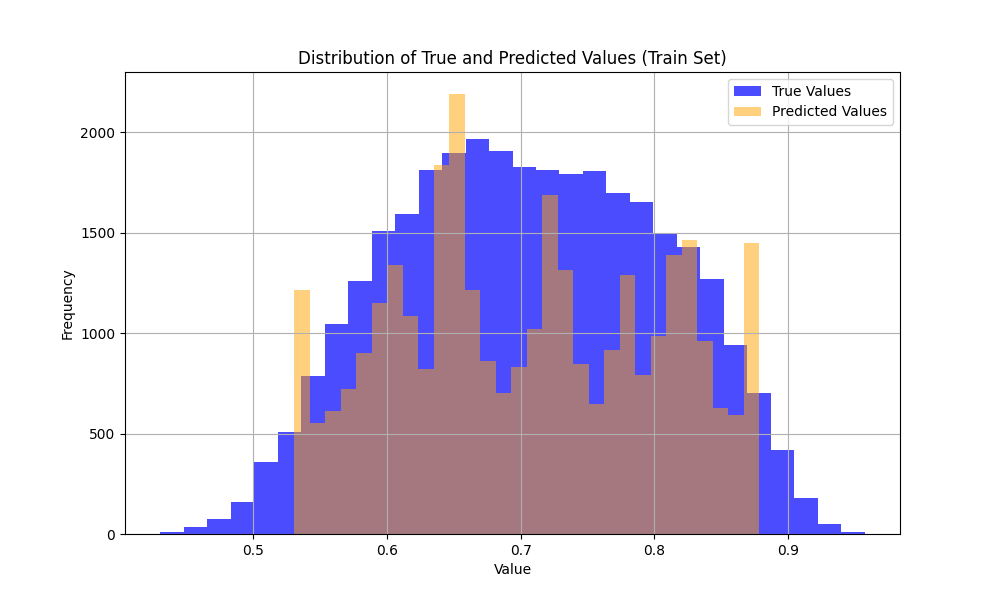 Distribution of True and Predicted Values (Train Set)
True Values
Predicted Values
2000
1500
1000
500
0
Frequency
0.5 0.6 0.7 0.8 0.9
Value